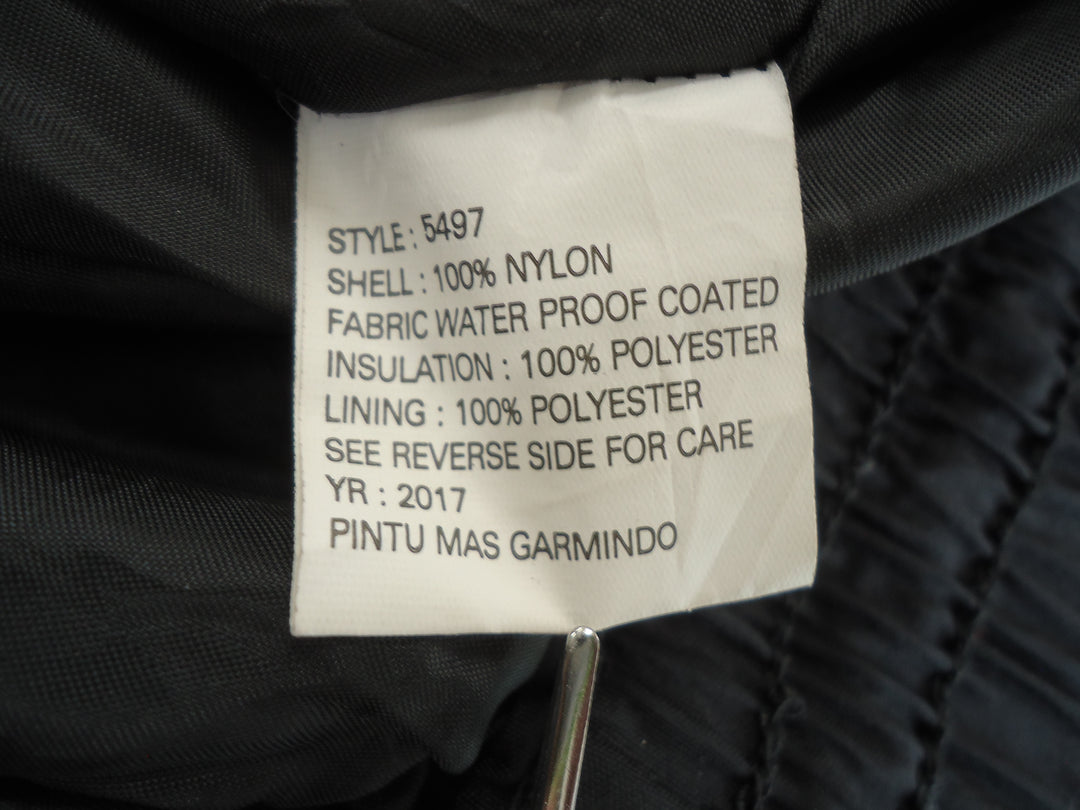 STYLE: 5497
SHELL : 100% NYLON
FABRIC WATER PROOF COATED
INSULATION : 100% POLYESTER
LINING : 100% POLYESTER
SEE REVERSE SIDE FOR CARE
YR : 2017
PINTU MAS GARMINDO